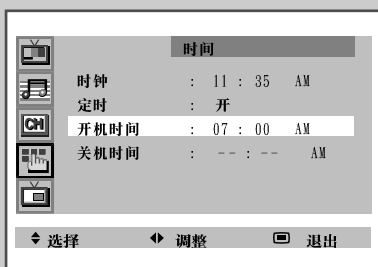 时间
时钟 : 11 : 35 AM
定时 : 开
CH 开机时间 : 07 : 00 AM
关机时间 : -- : -- AM
选择 调整 退出